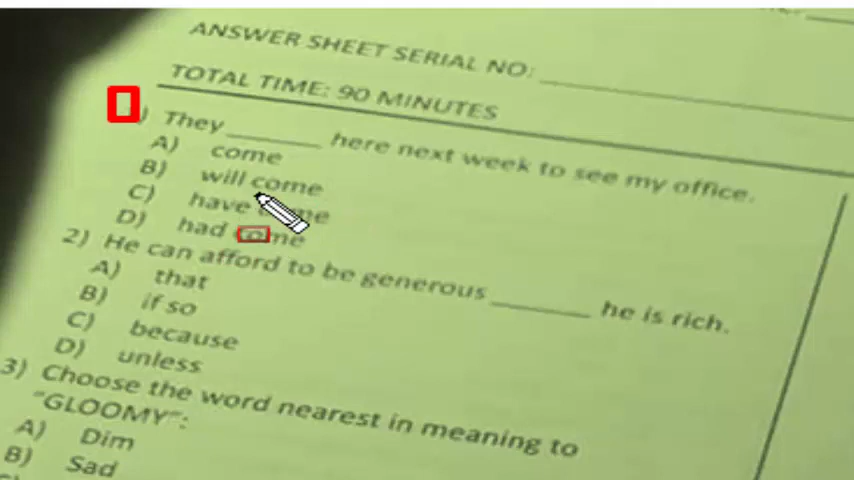 ANSWER SHEET SERIAL NO:
TOTAL TIME: 90 MINUTES
) They ______ here next week to see my office.
A) come
B) will come
C) have come
D) had come
2) He can afford to be generous ______ he is rich.
A) that
B) if so
C) because
D) unless
3) Choose the word nearest in meaning to
"GLOOMY":
A) Dim
B) Sad